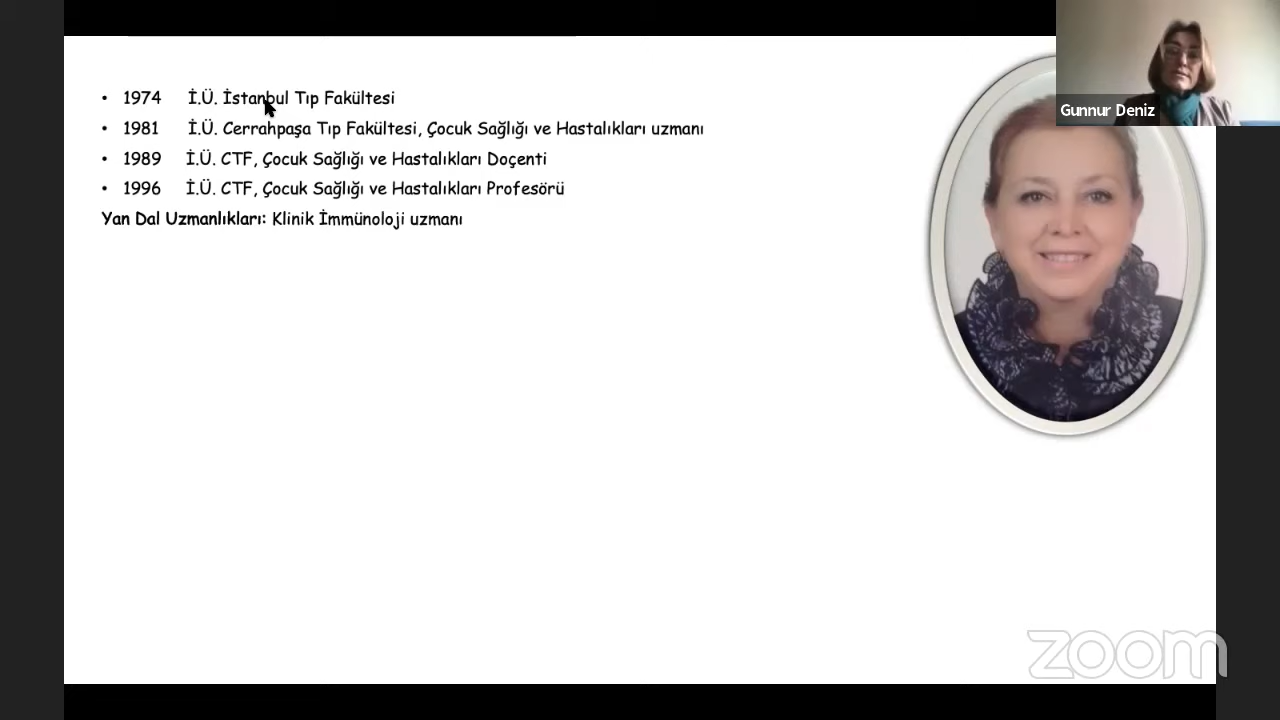 • 1974 İ.Ü. İstanbul Tıp Fakültesi
• 1981 İ.Ü. Cerrahpaşa Tıp Fakültesi, Çocuk Sağlığı ve Hastalıkları uzmanı
• 1989 İ.Ü. CTF, Çocuk Sağlığı ve Hastalıkları Doçenti
• 1996 İ.Ü. CTF, Çocuk Sağlığı ve Hastalıkları Profesörü
Yan Dal Uzmanlıkları: Klinik İmmünoloji uzmanı
Gunnur Deniz
zoom